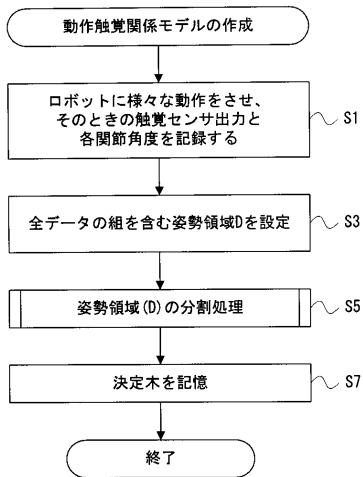 動作触覚関係モデルの作成
ロボットに様々な動作をさせ、
そのときの触覚センサ出力と
各関節角度を記録する
S1
全データの組を含む姿勢領域Dを設定
S3
姿勢領域(D)の分割処理
S5
決定木を記憶
S7
終了